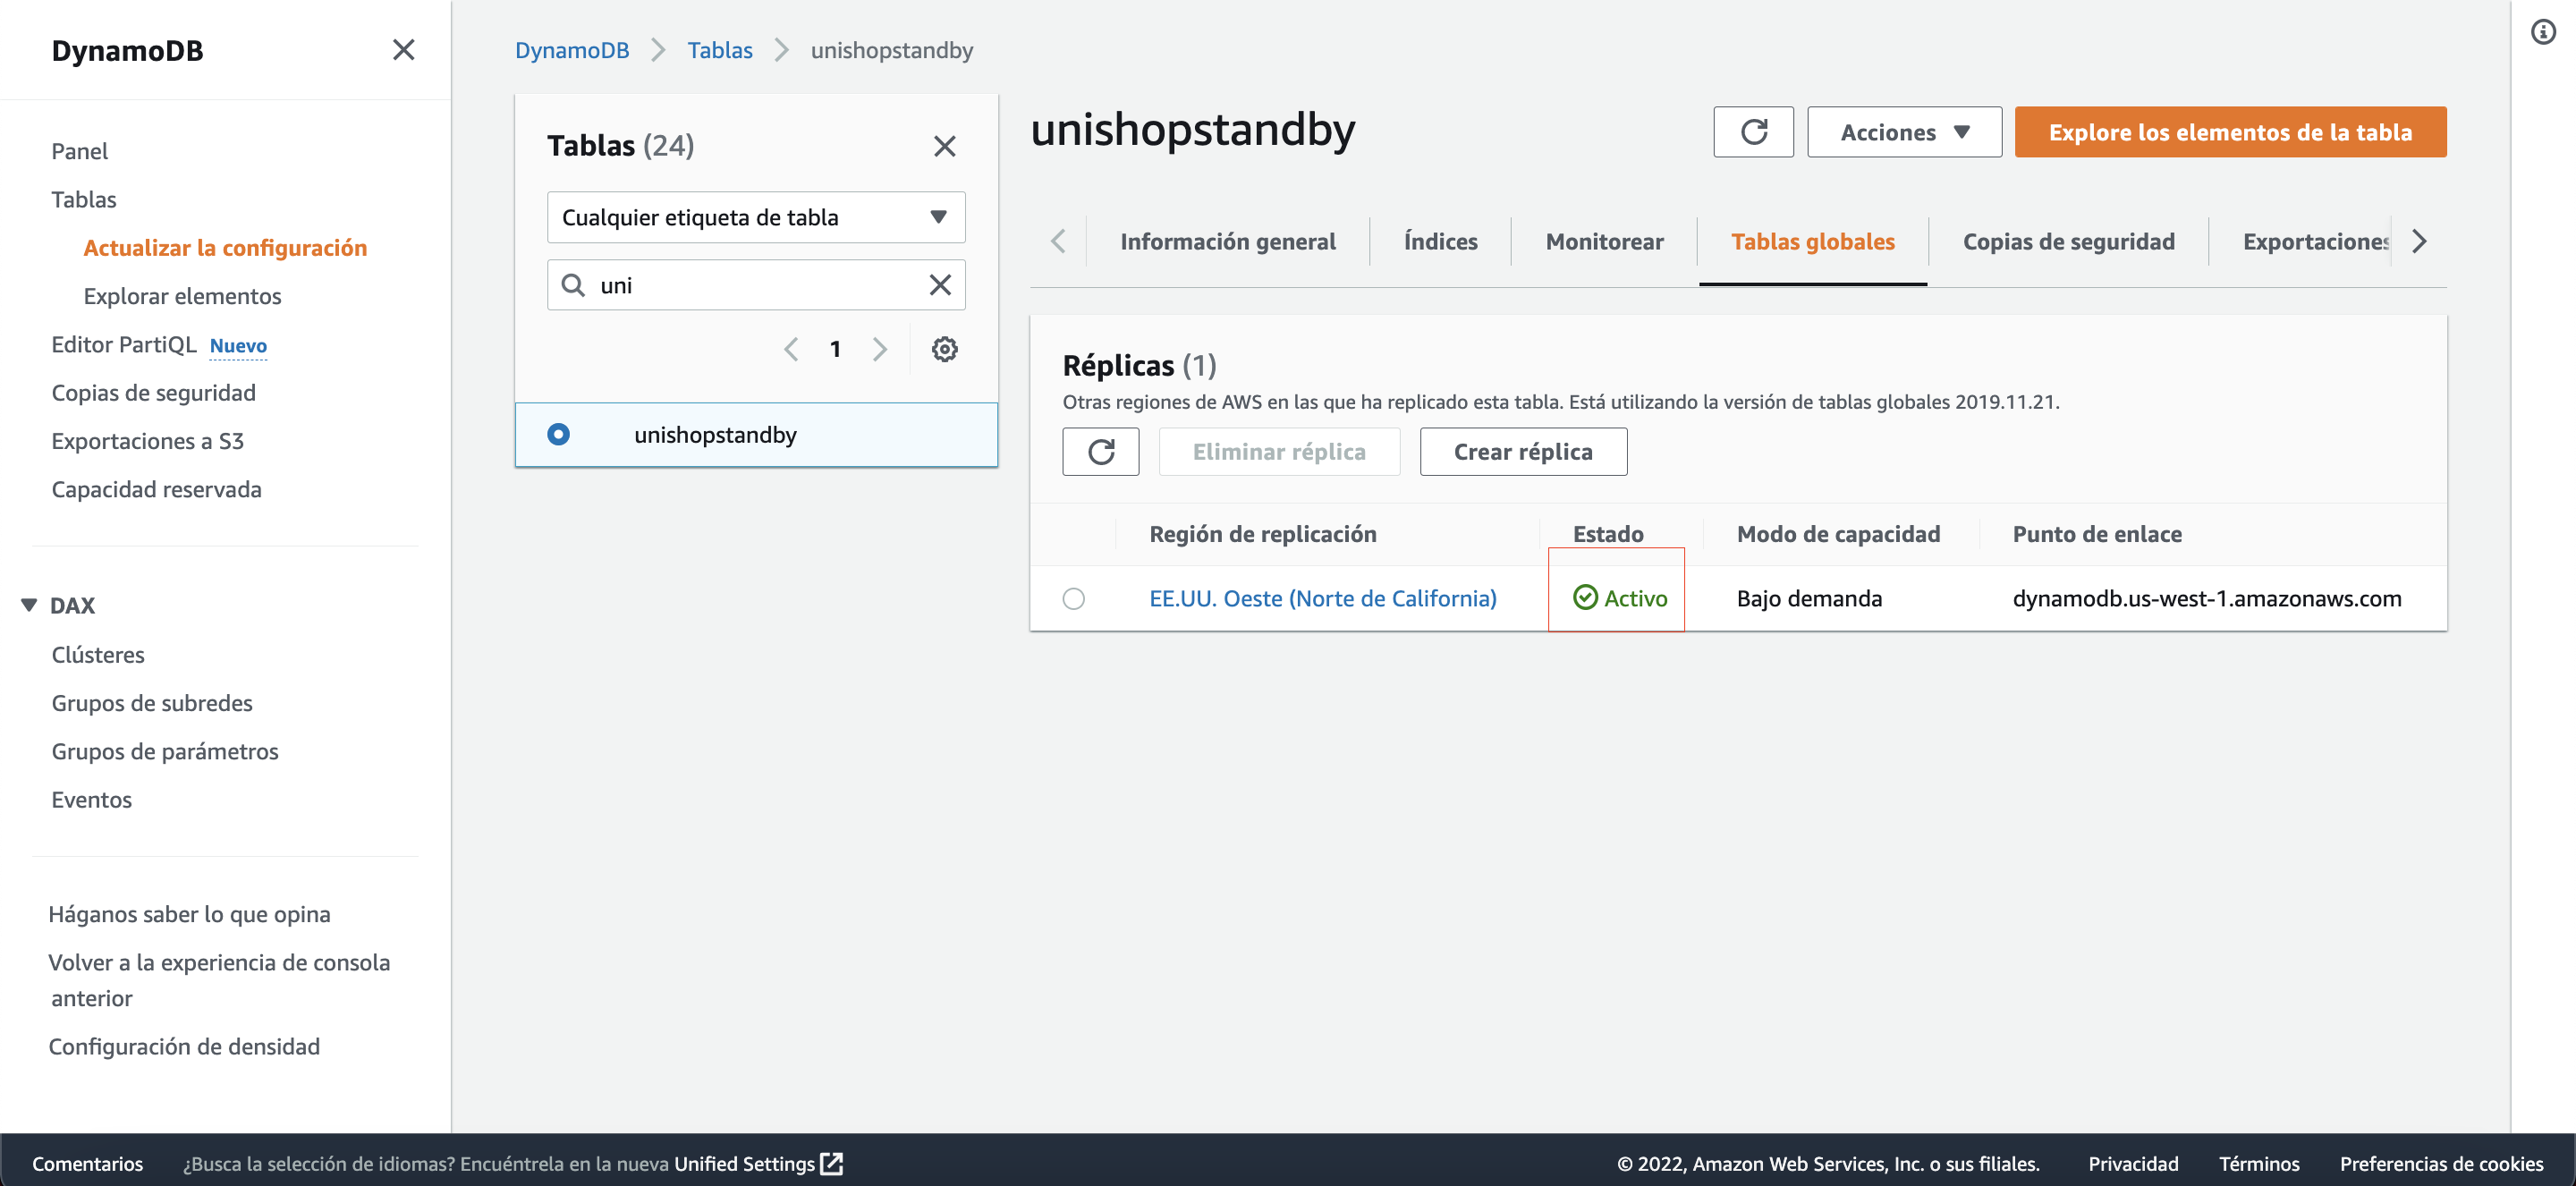 DynamoDB
Panel
Tablas
Actualizar la configuración
Explorar elementos
Editor PartiQL Nuevo
Copias de seguridad
Exportaciones a S3
Capacidad reservada
DAX
Clústeres
Grupos de subredes
Grupos de parámetros
Eventos
Háganos saber lo que opina
Volver a la experiencia de consola
anterior
Configuración de densidad
DynamoDB Tablas unishopstandby
Tablas (24)
Cualquier etiqueta de tabla
uni
1
unishopstandby
unishopstandby
Acciones
Explore los elementos de la tabla
Información general Índices Monitorear Tablas globales Copias de seguridad Exportaciones
Réplicas (1)
Otras regiones de AWS en las que ha replicado esta tabla. Está utilizando la versión de tablas globales 2019.11.21.
Eliminar réplica Crear réplica
Región de replicación Estado Modo de capacidad Punto de enlace
EE.UU. Oeste (Norte de California) Activo Bajo demanda dynamodb.us-west-1.amazonaws.com
Comentarios ¿Busca la selección de idiomas? Encuéntrela en la nueva Unified Settings © 2022, Amazon Web Services, Inc. o sus filiales. Privacidad Términos Preferencias de cookies